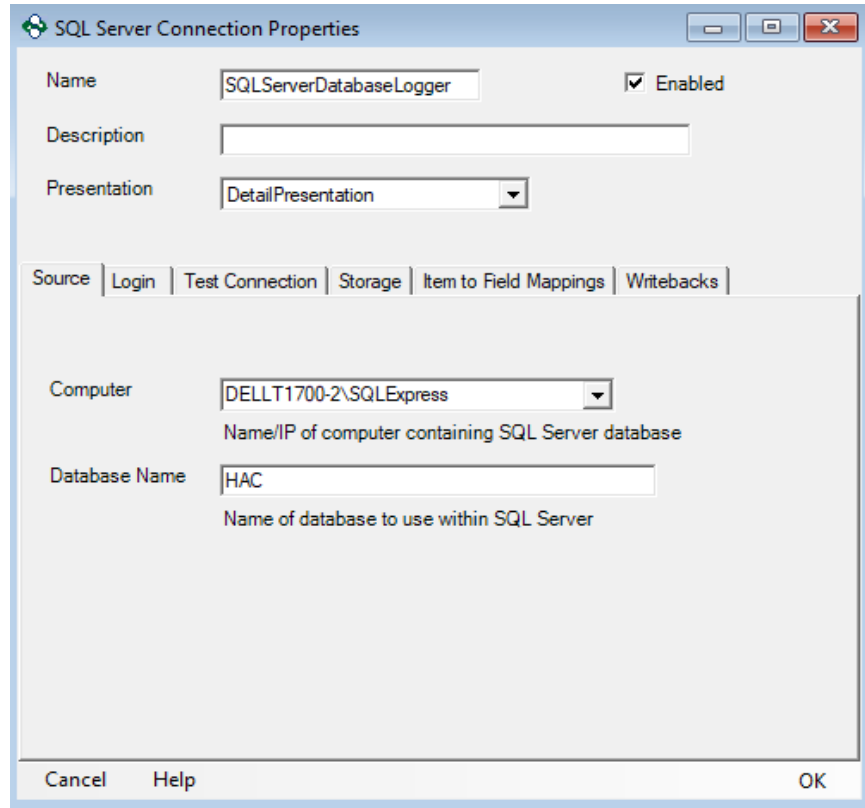 SQL Server Connection Properties
Name SQLServerDatabaseLogger Enabled
Description
Presentation DetailPresentation
Source Login Test Connection Storage Item to Field Mappings Writebacks
Computer DELLT1700-2\SQLExpress
Name/IP of computer containing SQL Server database
Database Name HAC
Name of database to use within SQL Server
Cancel Help OK